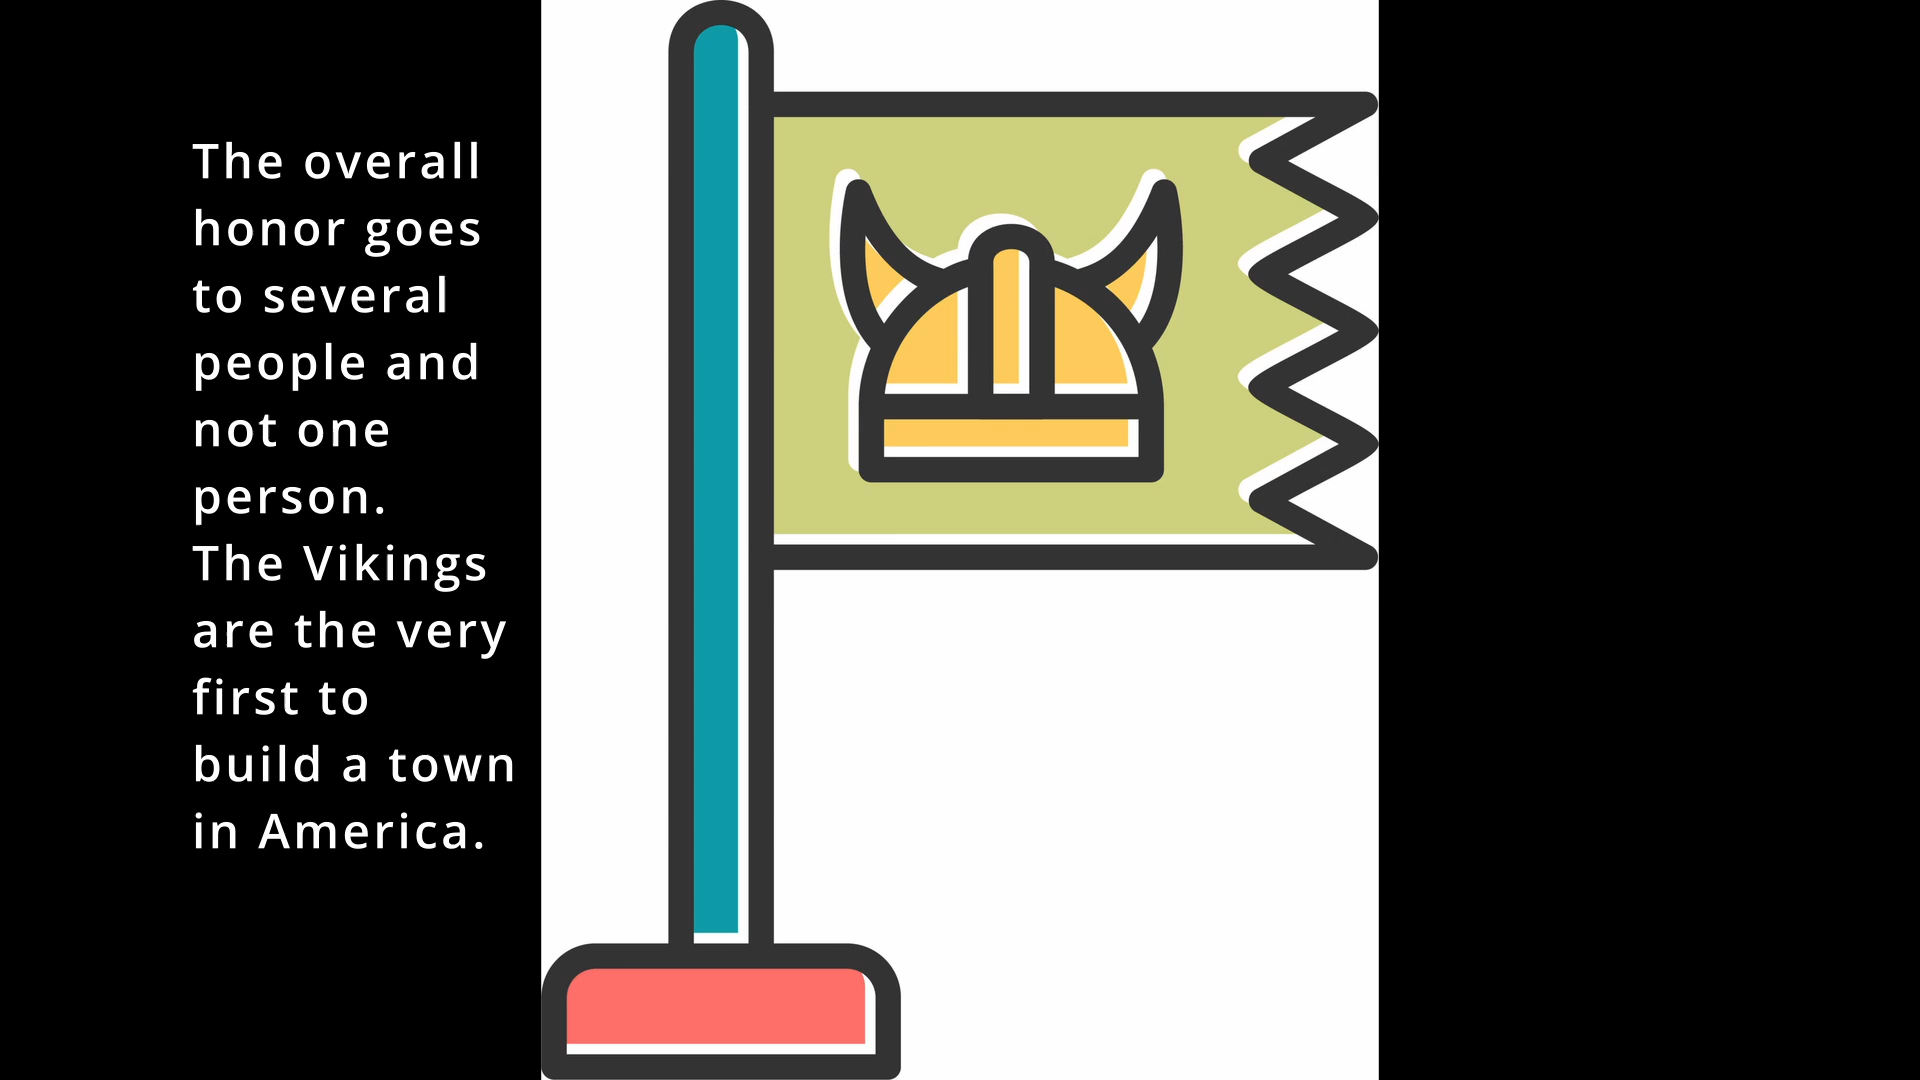 The overall
honor goes
to several
people and
not one
person.
The Vikings
are the very
first to
build a town
in America.